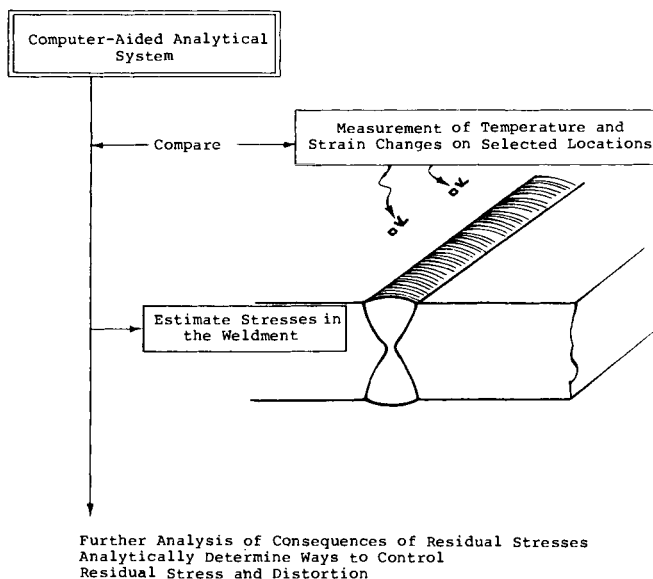 Computer-Aided Analytical
System
Measurement of Temperature and
Strain Changes on Selected Locations
Compare
Estimate Stresses in
the Weldment
Further Analysis of Consequences of Residual Stresses
Analytically Determine Ways to Control
Residual Stress and Distortion